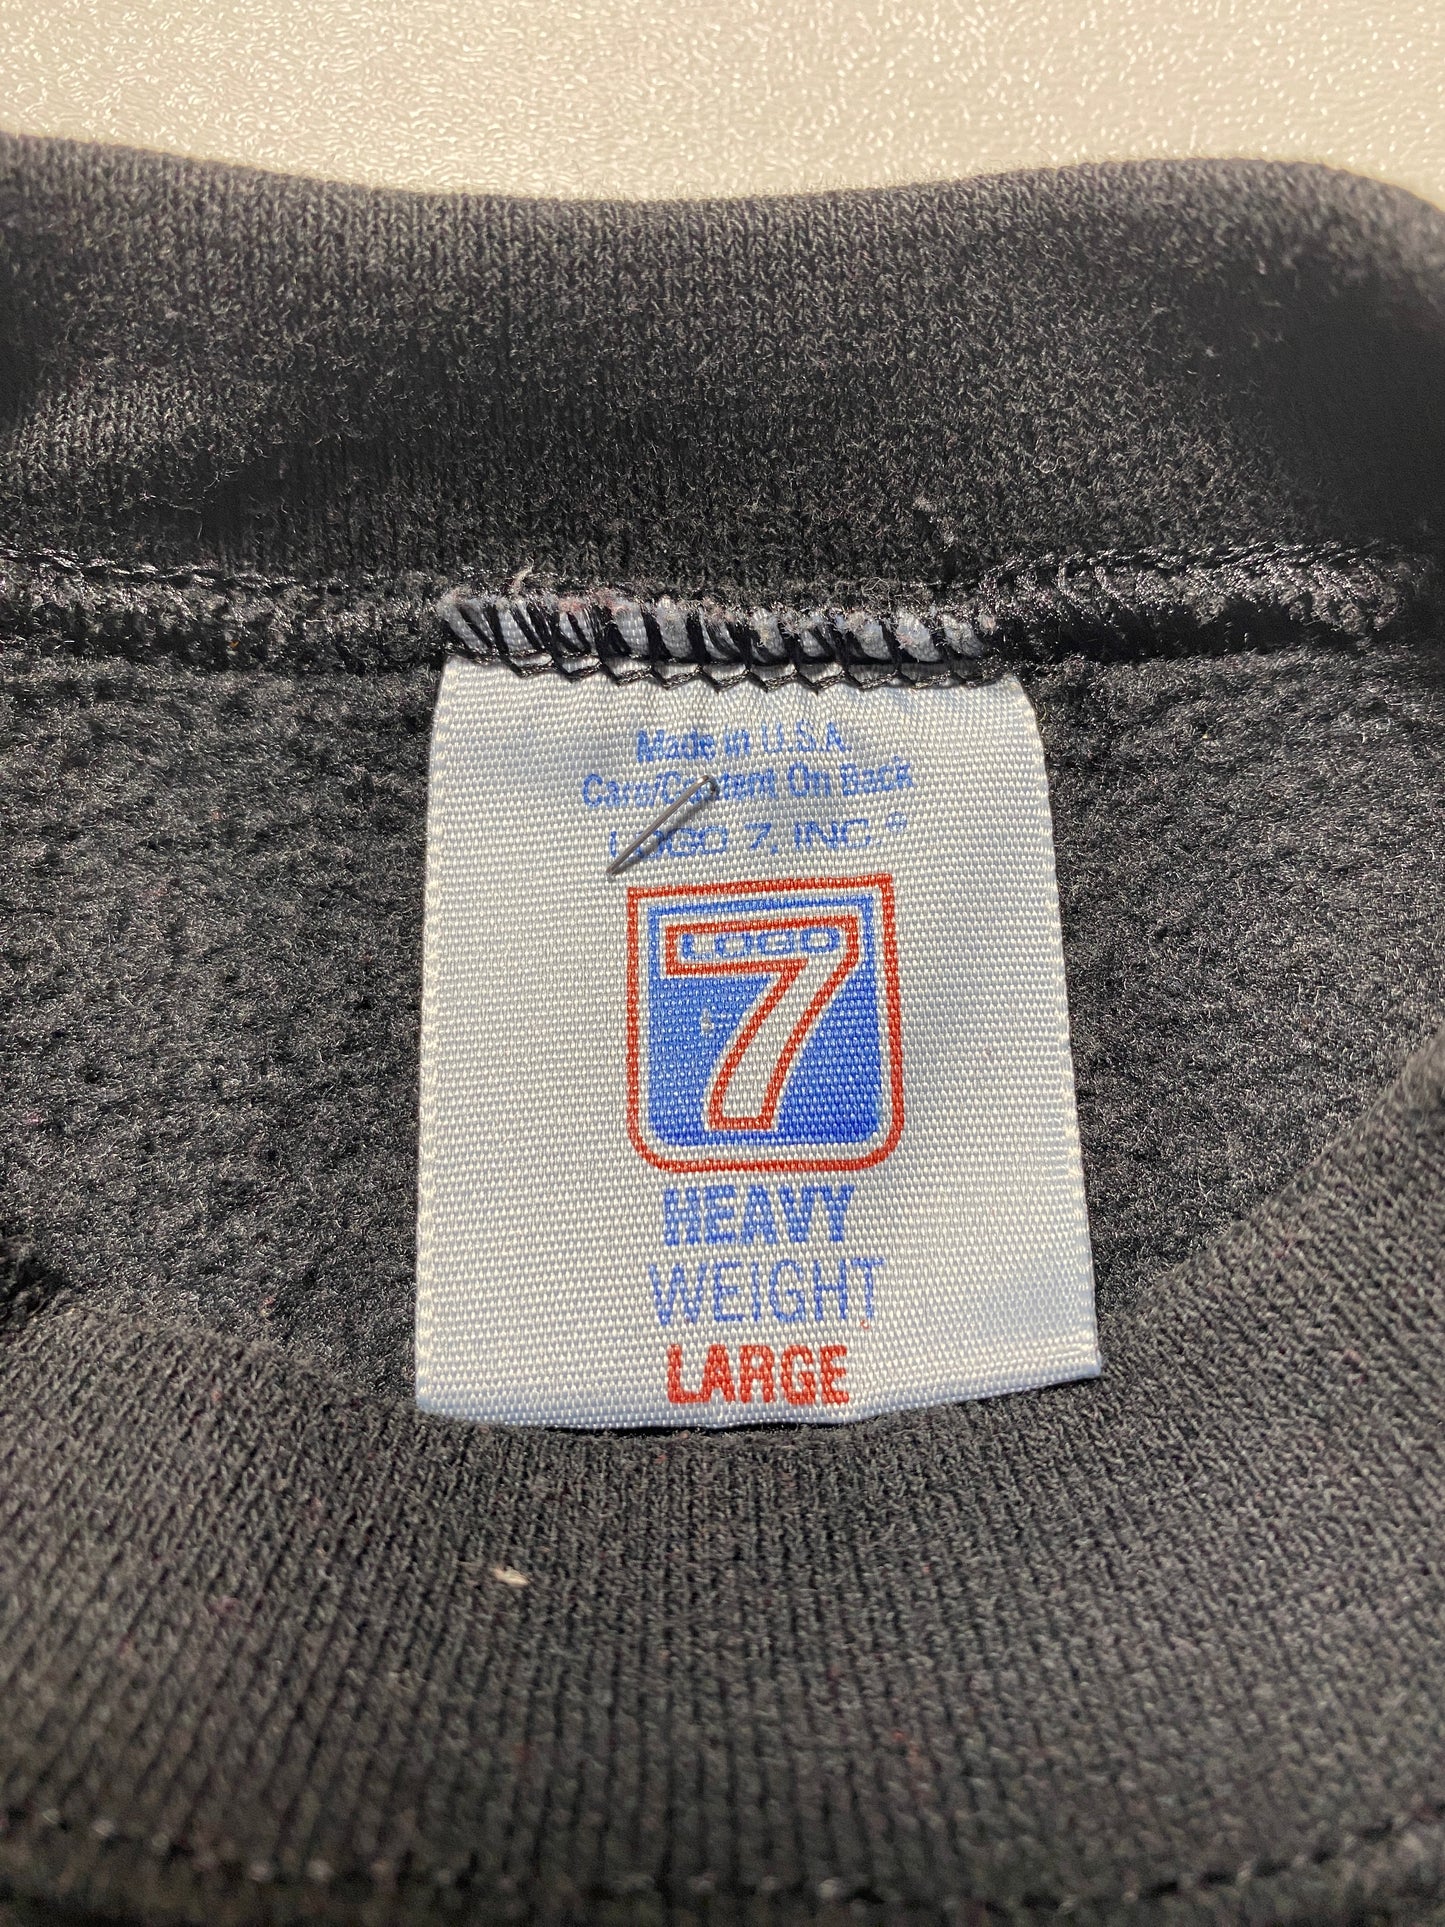 Made in U.S.A
Care/Content On Back
LOGO 7, INC.®
LOGO
7
HEAVY
WEIGHT
LARGE